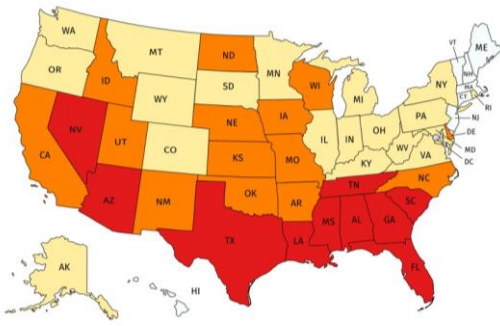 WA
MT
ND
MN
VT
ME
OR
ID
SD
WI
NH
MA
WY
MI
NY
CT
RI
NV
NE
IA
PA
NJ
CA
UT
CO
IL
IN
OH
DE
KS
MO
KY
WV
VA
MD
DC
AZ
NM
OK
AR
TN
NC
SC
TX
LA
MS
AL
GA
AK
HI
FL